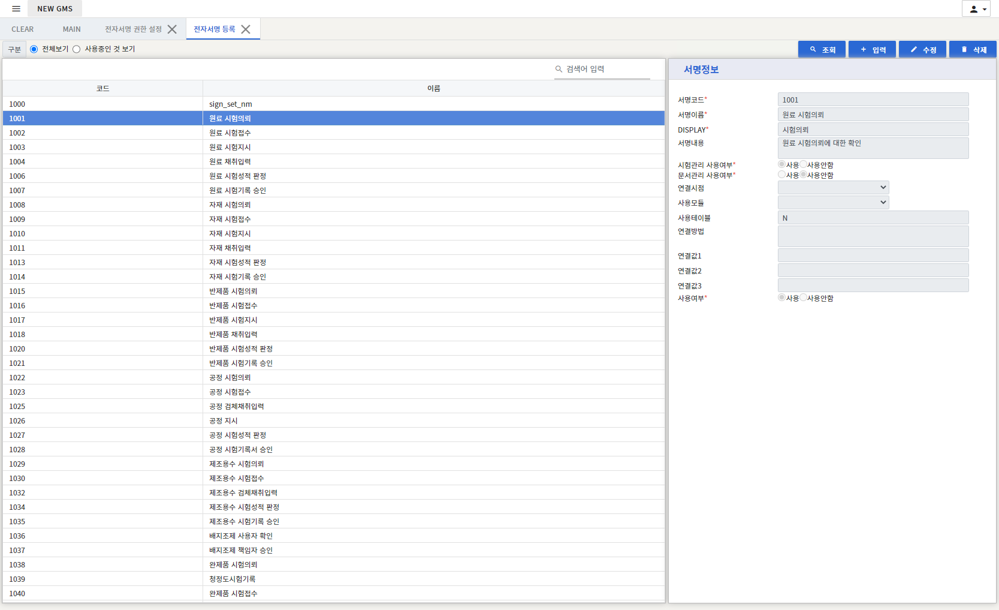 NEW GMS
CLEAR MAIN 전자서명 권한 설정 전자서명 등록
구분 전체보기 사용중인 것 보기 조회 입력 수정 삭제
검색어 입력
코드 이름
1000 sign_set_nm
1001 원료 시험의뢰
1002 원료 시험접수
1003 원료 시험지시
1004 원료 채취입력
1006 원료 시험성적 판정
1007 원료 시험기록 승인
1008 자재 시험의뢰
1009 자재 시험접수
1010 자재 시험지시
1011 자재 채취입력
1013 자재 시험성적 판정
1014 자재 시험기록 승인
1015 반제품 시험의뢰
1016 반제품 시험접수
1017 반제품 시험지시
1018 반제품 채취입력
1020 반제품 시험성적 판정
1021 반제품 시험기록 승인
1022 공정 시험의뢰
1023 공정 시험접수
1025 공정 검체채취입력
1026 공정 지시
1027 공정 시험성적 판정
1028 공정 시험기록서 승인
1029 제조용수 시험의뢰
1030 제조용수 시험접수
1032 제조용수 검체채취입력
1034 제조용수 시험성적 판정
1035 제조용수 시험기록 승인
1036 배지조제 사용자 확인
1037 배지조제 책임자 승인
1038 완제품 시험의뢰
1039 청정도시험기록
1040 완제품 시험접수
서명정보
서명코드* 1001
서명이름* 원료 시험의뢰
DISPLAY* 시험의뢰
서명내용 원료 시험의뢰에 대한 확인
시험관리 사용여부* 사용 사용안함
문서관리 사용여부* 사용 사용안함
연결시점
사용모듈
사용테이블 N
연결방법
연결값1
연결값2
연결값3
사용여부* 사용 사용안함